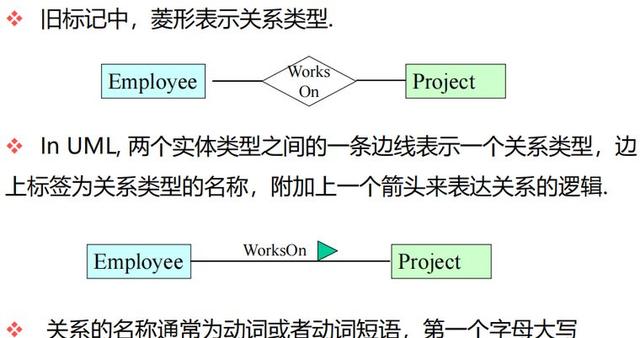 旧标记中，菱形表示关系类型.
Employee
Works
On
Project
In UML, 两个实体类型之间的一条边线表示一个关系类型，边
上标签为关系类型的名称，附加上一个箭头来表达关系的逻辑.
Employee
WorksOn
Project
关系的名称通常为动词或者动词短语，第一个字母大写